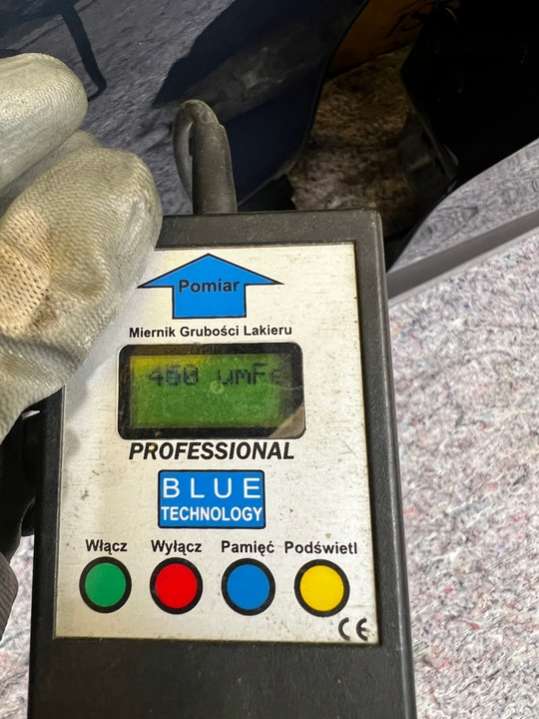 Pomiar
Miernik Grubości Lakieru
460 µmFe
PROFESSIONAL
BLUE
TECHNOLOGY
Włącz Wyłącz Pamięć Podświetl
CE